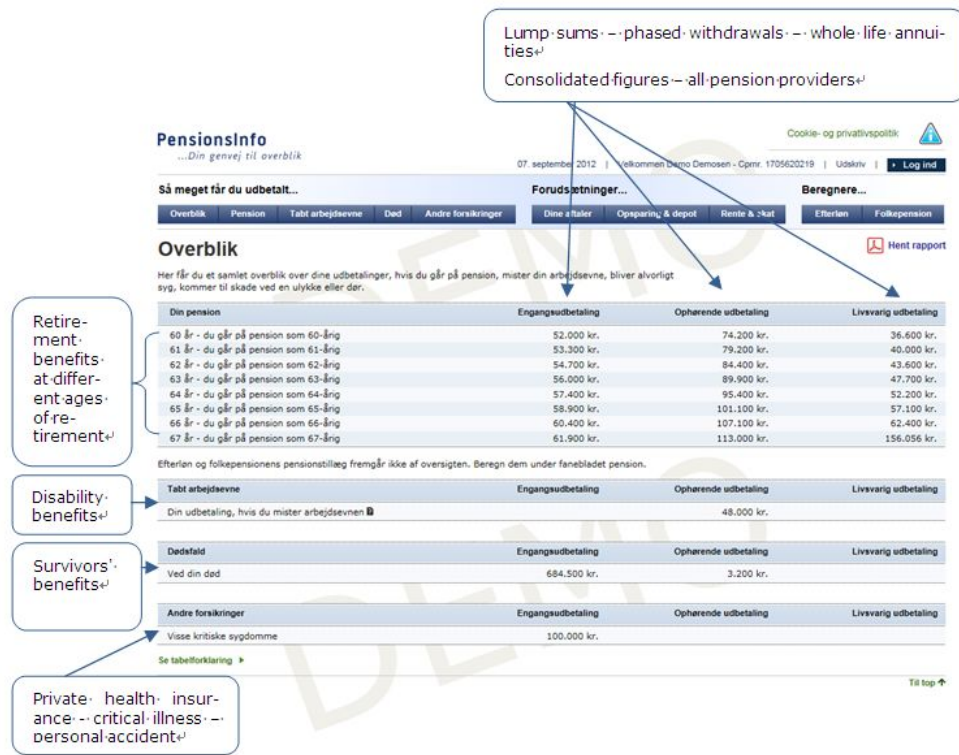 Lump sums – phased withdrawals – whole life annui-
ties
Consolidated figures – all pension providers
PensionsInfo
...Din genvej til overblik
Cookie- og privatlivspolitik
07. september 2012 | Velkommen Demo Demosen - Cprnr. 1705620219 | Udskriv | Log ind
Så meget får du udbetalt... Forudsætninger... Beregnere...
Overblik Pension Tabt arbejdsevne Død Andre forsikringer Dine aftaler Opsparing & depot Rente & skat Efterløn Folkepension
Overblik
Hent rapport
Her får du et samlet overblik over dine udbetalinger, hvis du går på pension, mister din arbejdsevne, bliver alvorligt
syg, kommer til skade ved en ulykke eller dør.
Din pension Engangsudbetaling Ophørende udbetaling Livsvarig udbetaling
60 år - du går på pension som 60-årig 52.000 kr. 74.200 kr. 36.600 kr.
61 år - du går på pension som 61-årig 53.300 kr. 79.200 kr. 40.000 kr.
62 år - du går på pension som 62-årig 54.700 kr. 84.400 kr. 43.600 kr.
63 år - du går på pension som 63-årig 56.000 kr. 89.900 kr. 47.700 kr.
64 år - du går på pension som 64-årig 57.400 kr. 95.400 kr. 52.200 kr.
65 år - du går på pension som 65-årig 58.900 kr. 101.100 kr. 57.100 kr.
66 år - du går på pension som 66-årig 60.400 kr. 107.100 kr. 62.400 kr.
67 år - du går på pension som 67-årig 61.900 kr. 113.000 kr. 156.056 kr.
Retire-
ment
benefits
at differ-
ent ages
of re-
tirement
Efterløn og folkepensionens pensionstillæg fremgår ikke af oversigten. Beregn dem under fanebladet pension.
Disability
benefits
Tabt arbejdsevne Engangsudbetaling Ophørende udbetaling Livsvarig udbetaling
Din udbetaling, hvis du mister arbejdsevnen 48.000 kr.
Survivors'
benefits
Dødsfald Engangsudbetaling Ophørende udbetaling Livsvarig udbetaling
Ved din død 684.500 kr. 3.200 kr.
Andre forsikringer Engangsudbetaling Ophørende udbetaling Livsvarig udbetaling
Visse kritiske sygdomme 100.000 kr.
Se tabelforklaring
Til top
Private health insur-
ance – critical illness –
personal accident
DEMO
DEMO